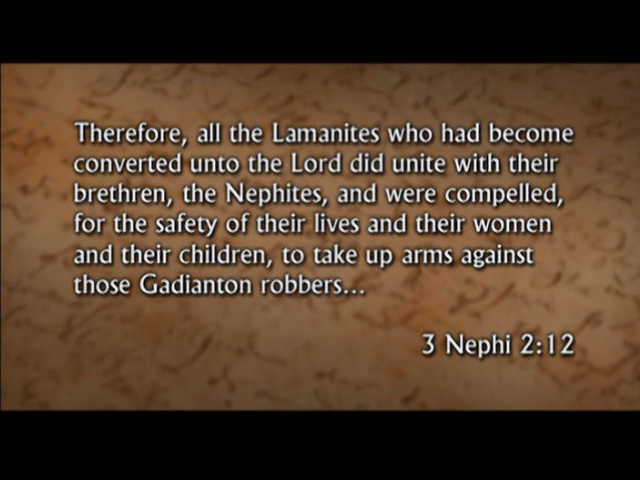 Therefore, all the Lamanites who had become
converted unto the Lord did unite with their
brethren, the Nephites, and were compelled,
for the safety of their lives and their women
and their children, to take up arms against
those Gadianton robbers...
3 Nephi 2:12